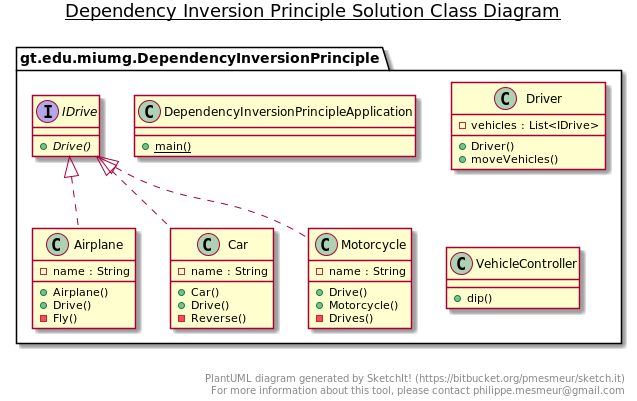 Dependency Inversion Principle Solution Class Diagram
gt.edu.miumg.DependencyInversionPrinciple
I IDrive
Drive()
C DependencyInversionPrincipleApplication
main()
C Driver
vehicles : List<IDrive>
Driver()
moveVehicles()
C Airplane
name : String
Airplane()
Drive()
Fly()
C Car
name : String
Car()
Drive()
Reverse()
C Motorcycle
name : String
Drive()
Motorcycle()
Drives()
C VehicleController
dip()
PlantUML diagram generated by SketchIt! (https://bitbucket.org/pmesmeur/sketch.it)
For more information about this tool, please contact philippe.mesmeur@gmail.com